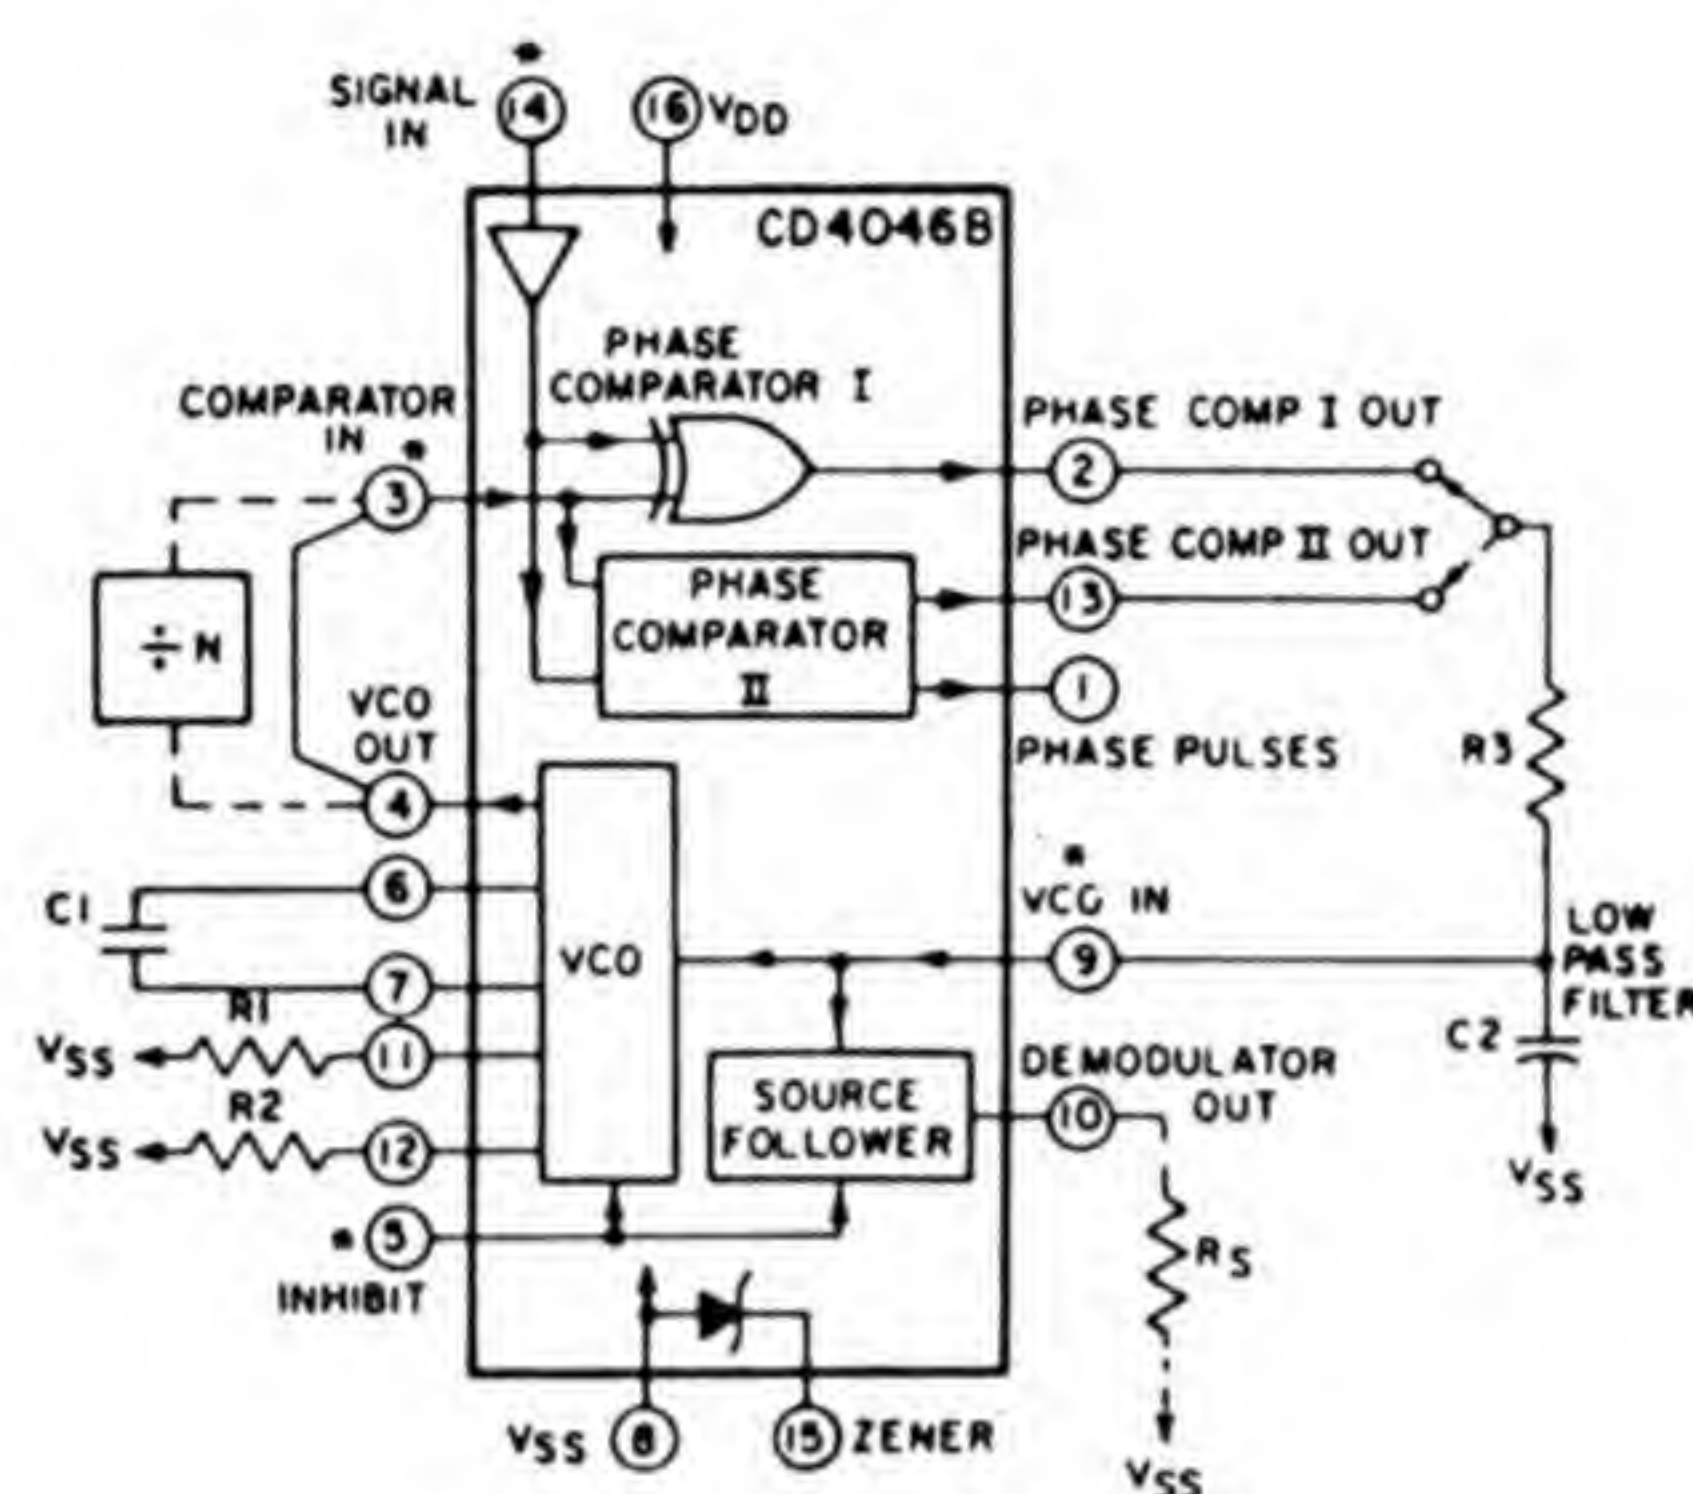 *
SIGNAL
IN
14
16
VDD
CD4046B
PHASE
COMPARATOR I
COMPARATOR
IN
*
3
PHASE COMP I OUT
2
PHASE COMP II OUT
13
PHASE
COMPARATOR
II
1
PHASE PULSES
÷ N
VCO
OUT
4
R3
C1
6
7
VCO
*
VCO IN
9
LOW
PASS
FILTER
C2
VSS
R1
VSS
11
R2
VSS
12
SOURCE
FOLLOWER
DEMODULATOR
OUT
10
RS
VSS
* 5
INHIBIT
VSS 8
15 ZENER